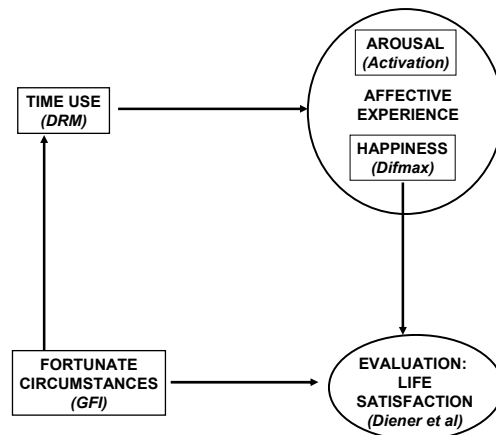 AROUSAL
(Activation)
AFFECTIVE
EXPERIENCE
HAPPINESS
(Difmax)
TIME USE
(DRM)
FORTUNATE
CIRCUMSTANCES
(GFI)
EVALUATION:
LIFE
SATISFACTION
(Diener et al)